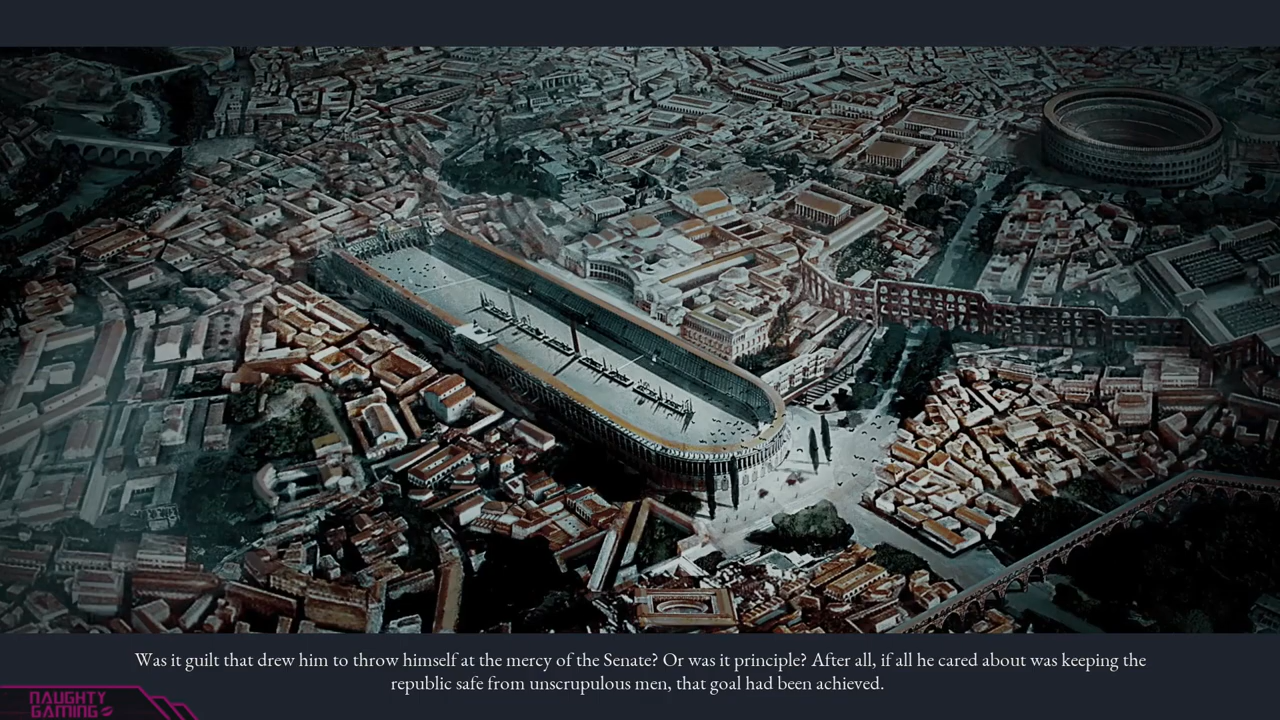 Was it guilt that drew him to throw himself at the mercy of the Senate? Or was it principle? After all, if all he cared about was keeping the
republic safe from unscrupulous men, that goal had been achieved.
NAUGHTY
GAMING